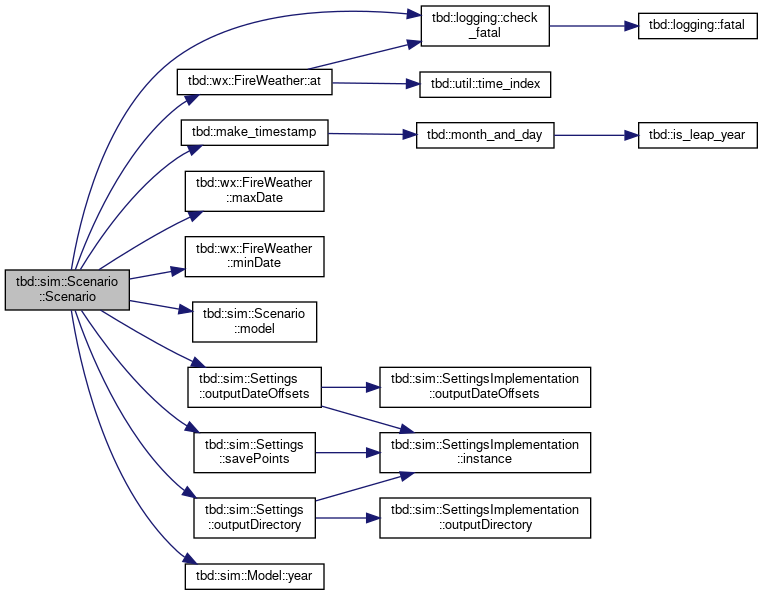 tbd::logging::check
_fatal
tbd::logging::fatal
tbd::wx::FireWeather::at
tbd::util::time_index
tbd::make_timestamp
tbd::month_and_day
tbd::is_leap_year
tbd::wx::FireWeather
::maxDate
tbd::wx::FireWeather
::minDate
tbd::sim::Scenario
::Scenario
tbd::sim::Scenario
::model
tbd::sim::Settings
::outputDateOffsets
tbd::sim::SettingsImplementation
::outputDateOffsets
tbd::sim::Settings
::savePoints
tbd::sim::SettingsImplementation
::instance
tbd::sim::Settings
::outputDirectory
tbd::sim::SettingsImplementation
::outputDirectory
tbd::sim::Model::year